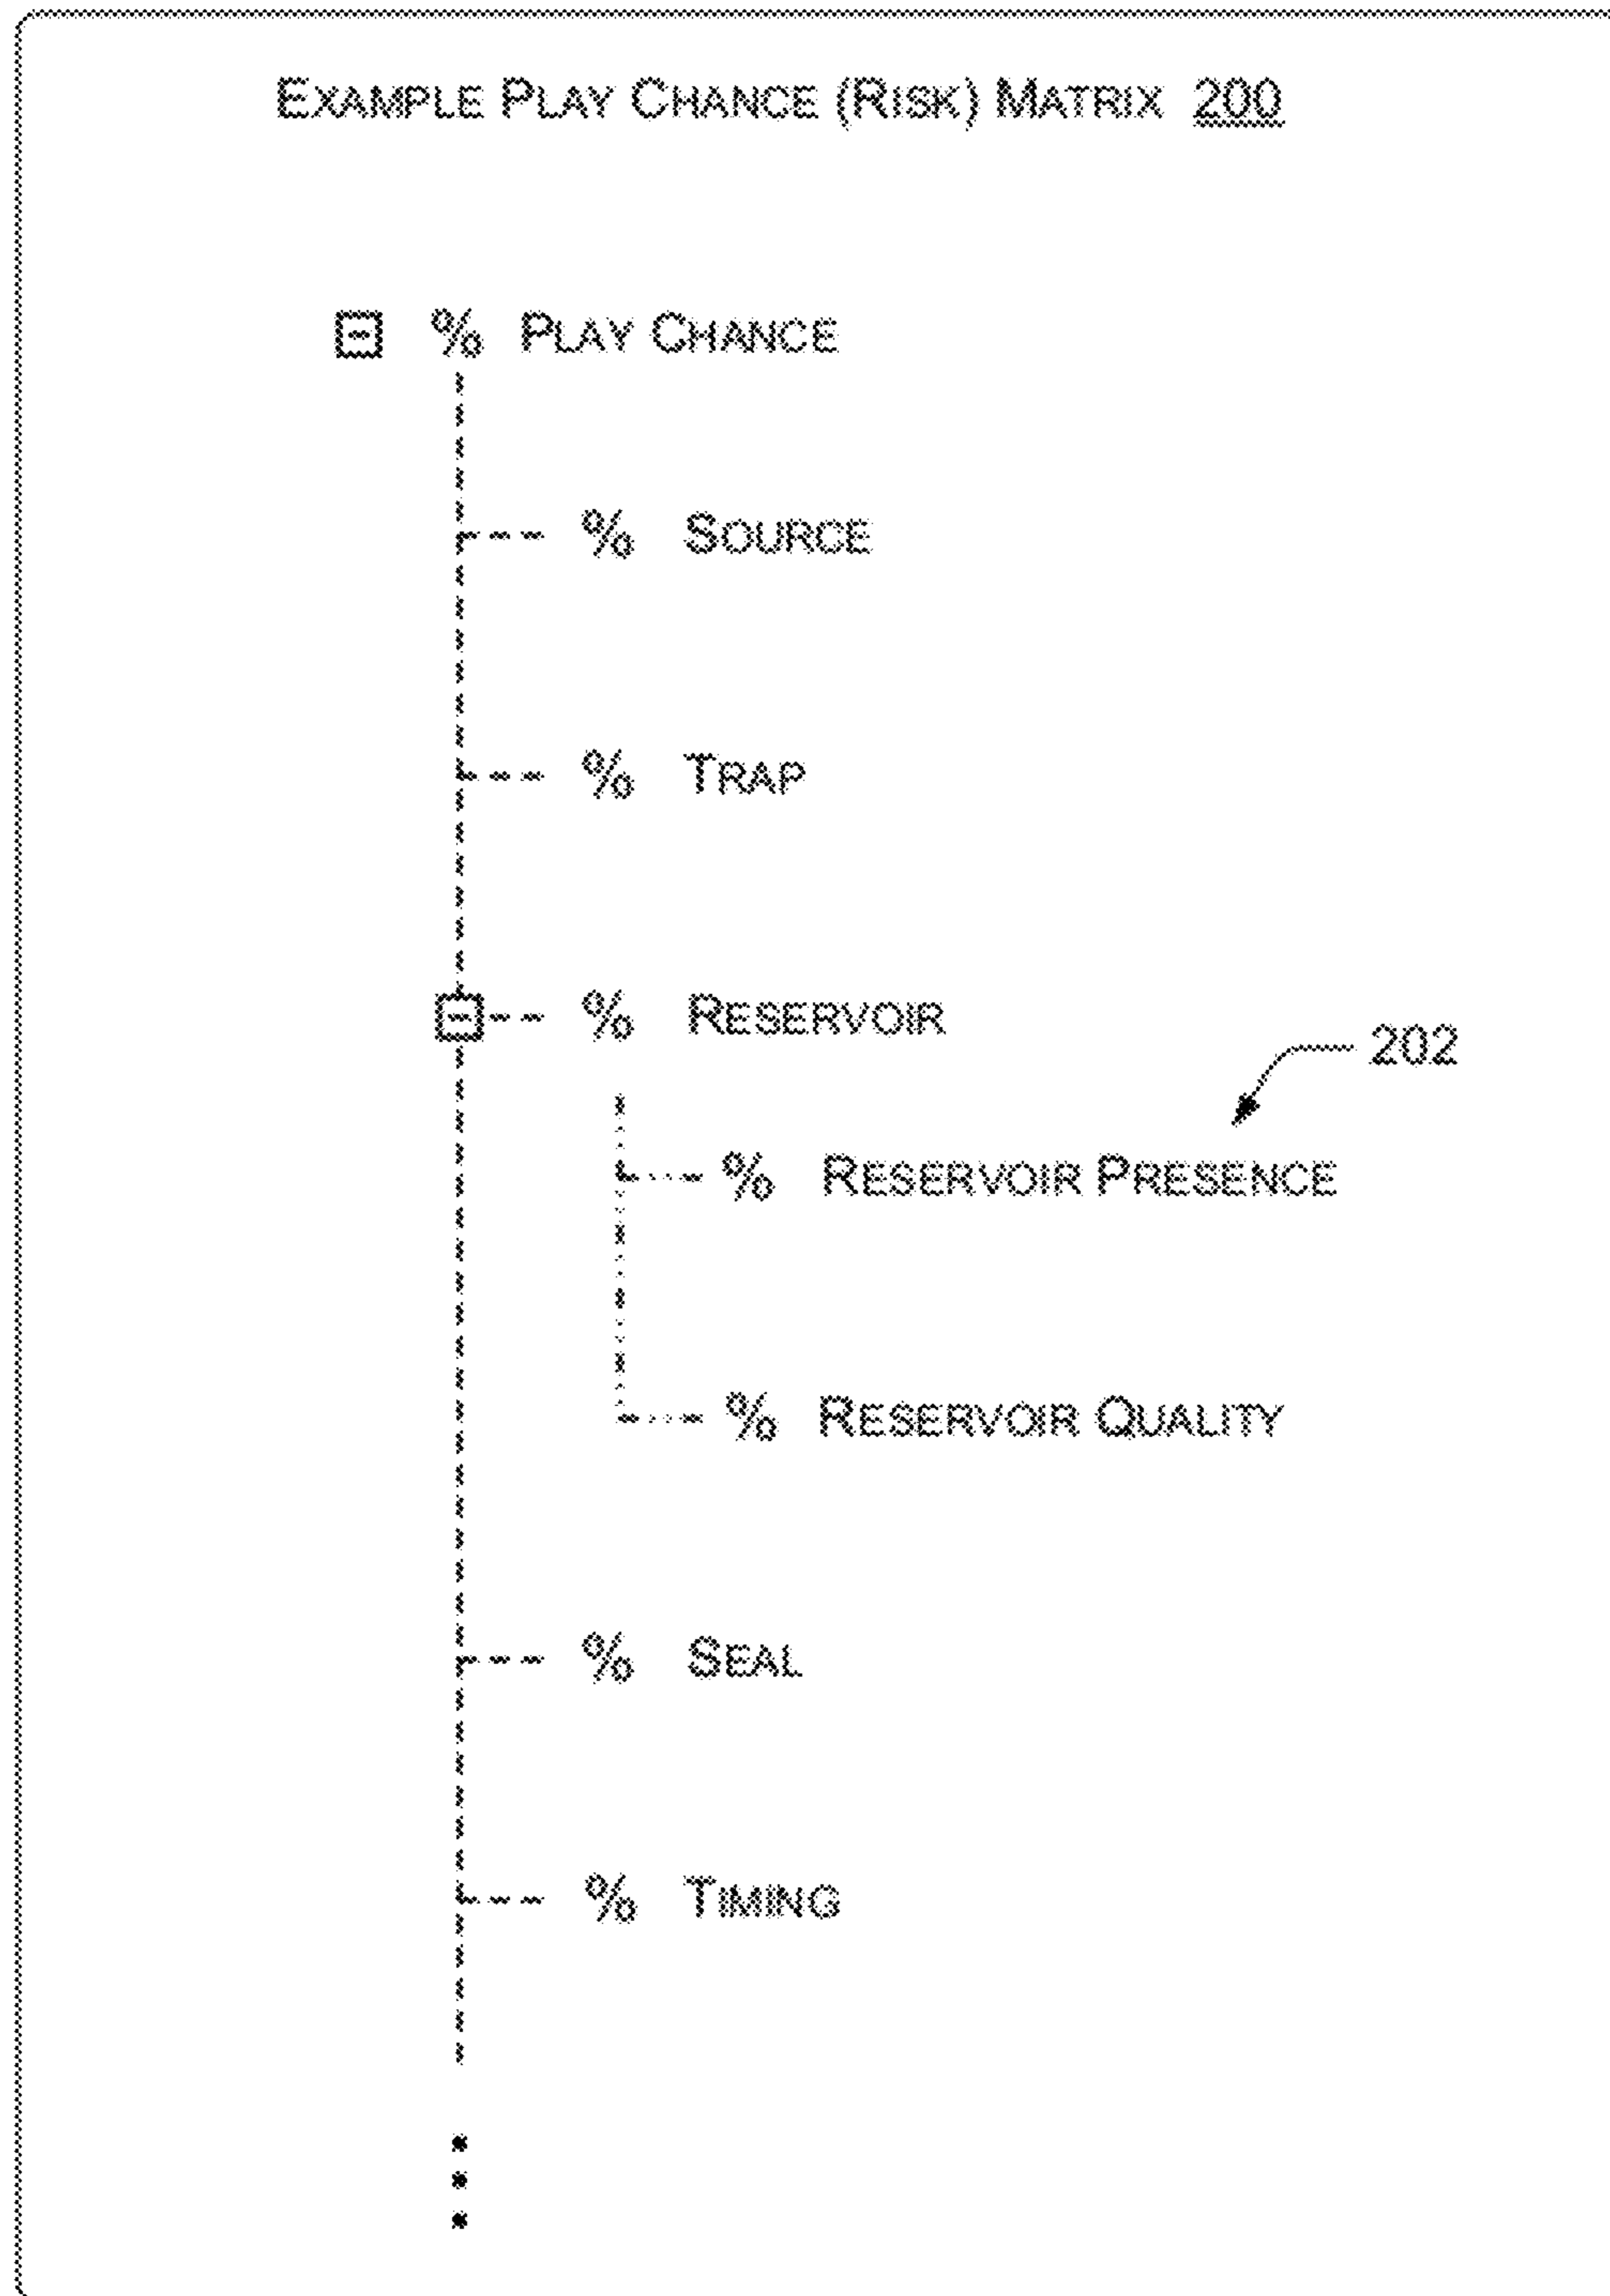 EXAMPLE PLAY CHANCE (RISK) MATRIX 200
% PLAY CHANCE
% SOURCE
% TRAP
% RESERVOIR
202
% RESERVOIR PRESENCE
% RESERVOIR QUALITY
% SEAL
% TIMING